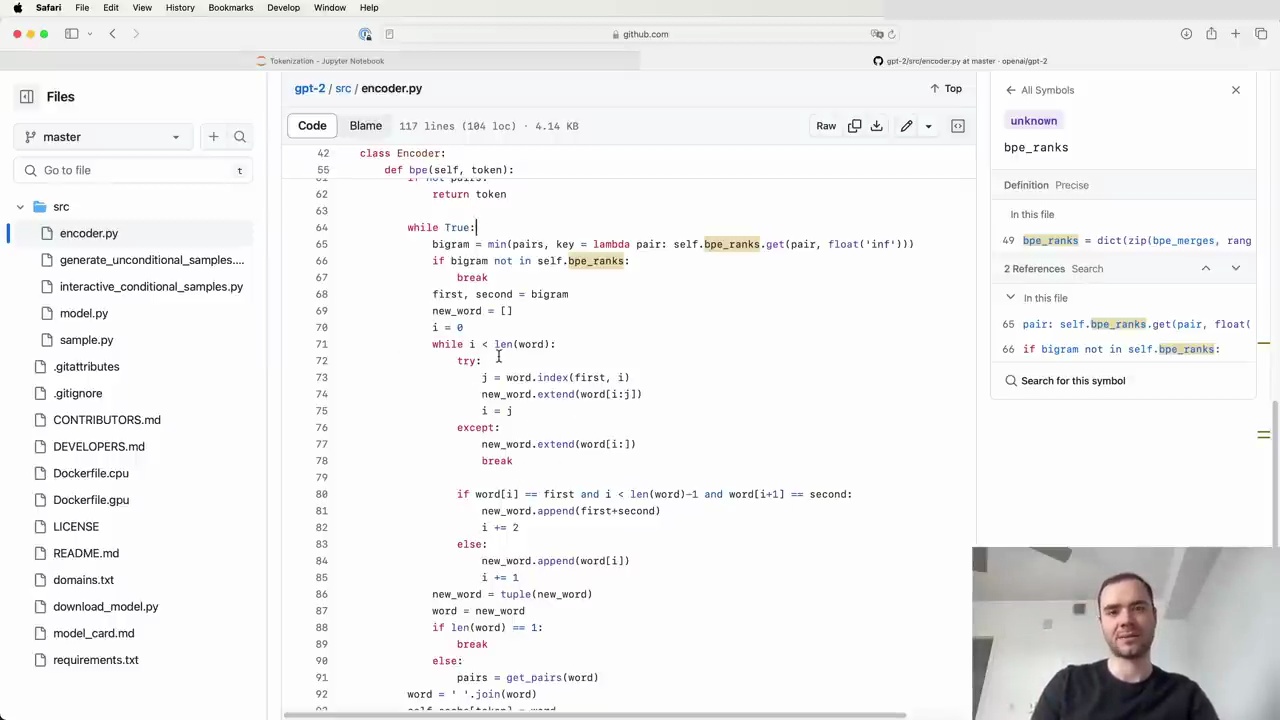 Safari File Edit View History Bookmarks Develop Window Help
github.com
Tokenization - Jupyter Notebook
gpt-2/src/encoder.py at master · openai/gpt-2
Files
master
Go to file
t
src
encoder.py
generate_unconditional_samples....
interactive_conditional_samples.py
model.py
sample.py
.gitattributes
.gitignore
CONTRIBUTORS.md
DEVELOPERS.md
Dockerfile.cpu
Dockerfile.gpu
LICENSE
README.md
domains.txt
download_model.py
model_card.md
requirements.txt
gpt-2 / src / encoder.py
Top
Code Blame 117 lines (104 loc) · 4.14 KB
Raw
42 class Encoder:
55 def bpe(self, token):
61 if not pairs:
62 return token
63
64 while True:
65 bigram = min(pairs, key = lambda pair: self.bpe_ranks.get(pair, float('inf')))
66 if bigram not in self.bpe_ranks:
67 break
68 first, second = bigram
69 new_word = []
70 i = 0
71 while i < len(word):
72 try:
73 j = word.index(first, i)
74 new_word.extend(word[i:j])
75 i = j
76 except:
77 new_word.extend(word[i:])
78 break
79
80 if word[i] == first and i < len(word)-1 and word[i+1] == second:
81 new_word.append(first+second)
82 i += 2
83 else:
84 new_word.append(word[i])
85 i += 1
86 new_word = tuple(new_word)
87 word = new_word
88 if len(word) == 1:
89 break
90 else:
91 pairs = get_pairs(word)
92 word = ' '.join(word)
All Symbols
unknown
bpe_ranks
Definition Precise
In this file
49 bpe_ranks = dict(zip(bpe_merges, rang
2 References Search
In this file
65 pair: self.bpe_ranks.get(pair, float(
66 if bigram not in self.bpe_ranks:
Search for this symbol